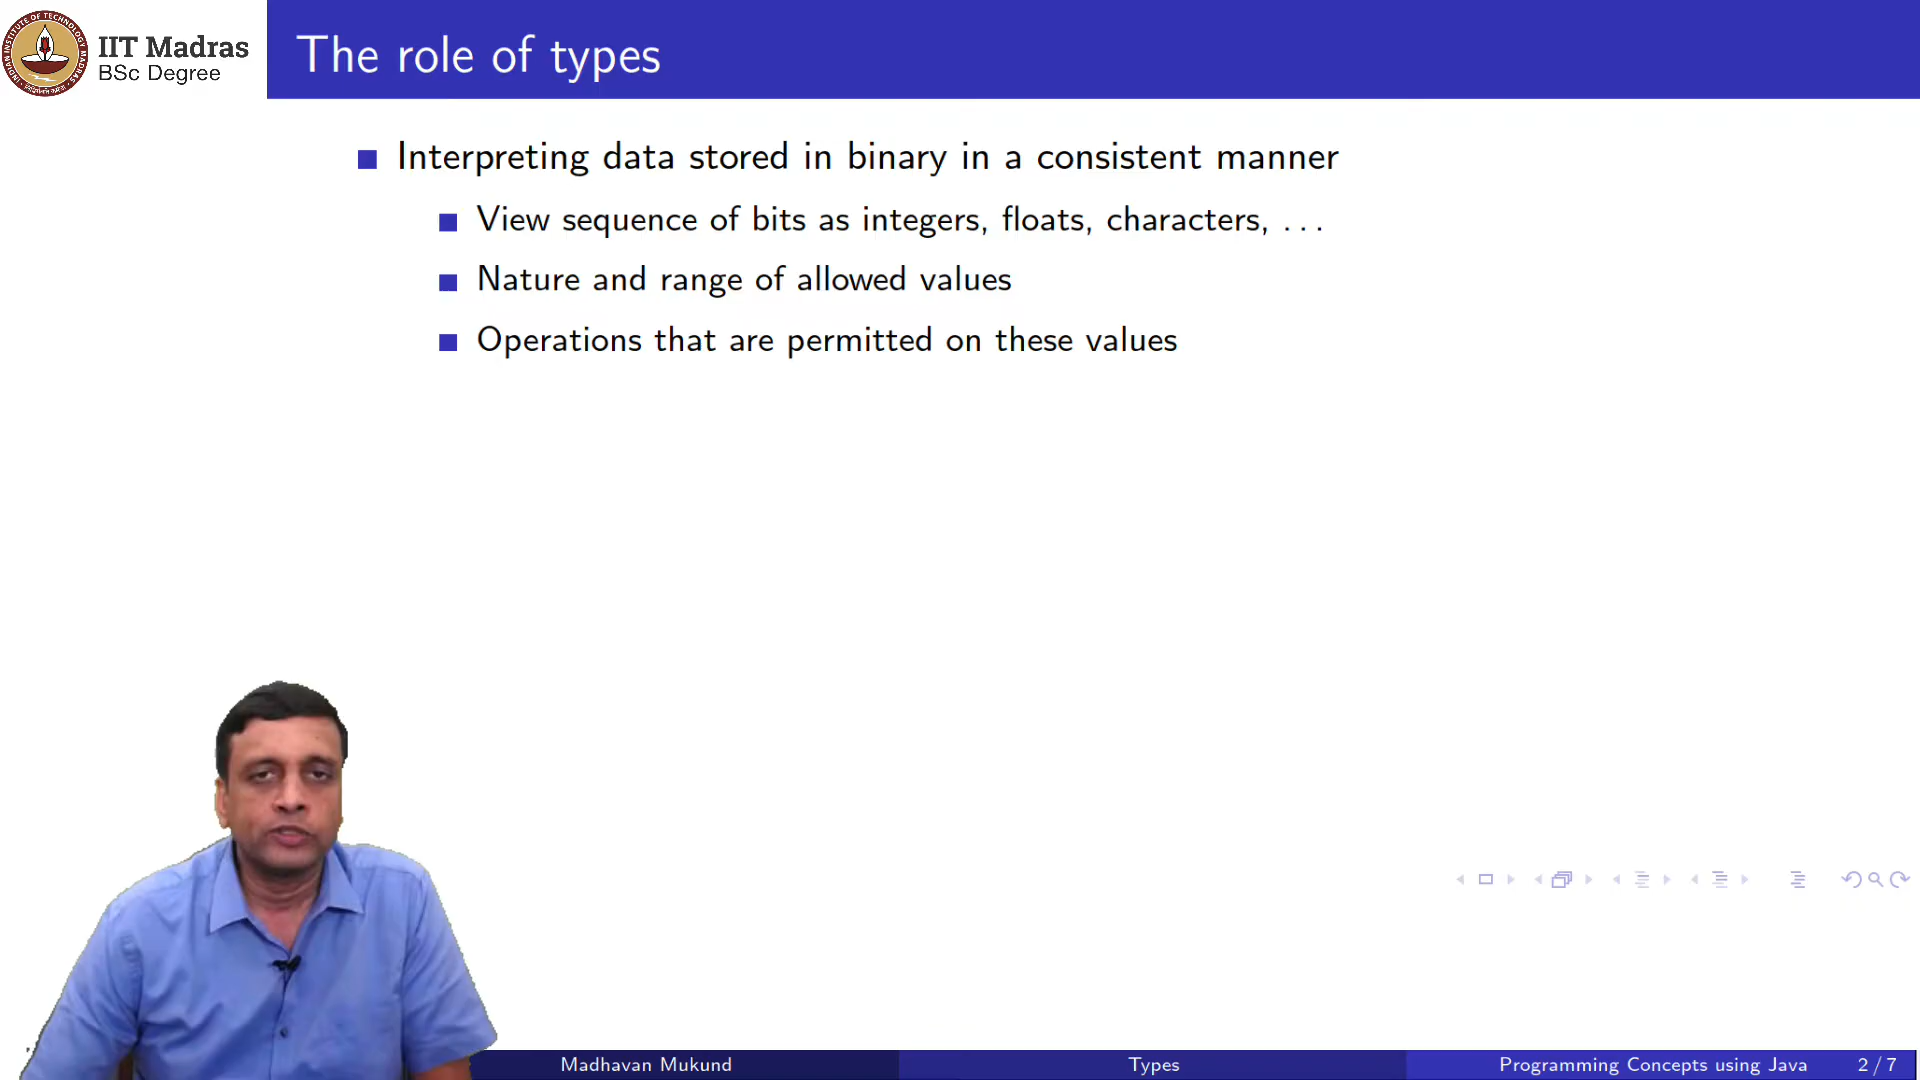 IIT Madras
BSc Degree
The role of types
Interpreting data stored in binary in a consistent manner
View sequence of bits as integers, floats, characters, . . .
Nature and range of allowed values
Operations that are permitted on these values
Madhavan Mukund
Types
Programming Concepts using Java
2 / 7